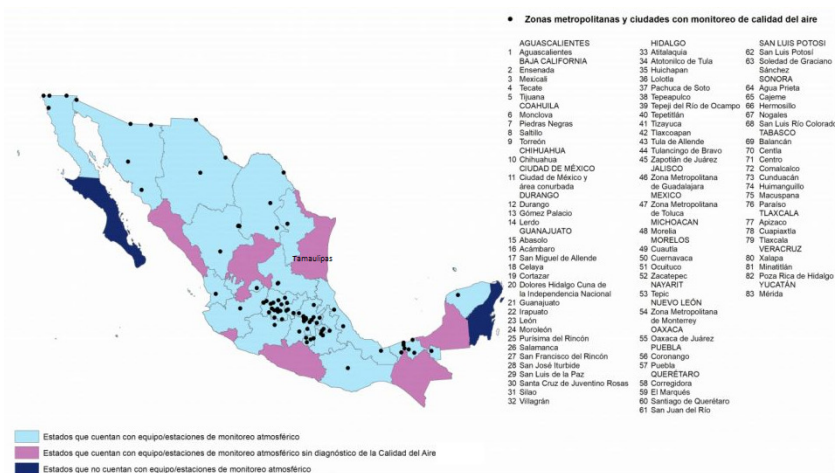 ● Zonas metropolitanas y ciudades con monitoreo de calidad del aire
AGUASCALIENTES
1 Aguascalientes
BAJA CALIFORNIA
2 Ensenada
3 Mexicali
4 Tecate
5 Tijuana
COAHUILA
6 Monclova
7 Piedras Negras
8 Saltillo
9 Torreón
CHIHUAHUA
10 Chihuahua
CIUDAD DE MÉXICO
11 Ciudad de México y
área conurbada
DURANGO
12 Durango
13 Gómez Palacio
14 Lerdo
GUANAJUATO
15 Abasolo
16 Acámbaro
17 San Miguel de Allende
18 Celaya
19 Cortazar
20 Dolores Hidalgo Cuna de
la Independencia Nacional
21 Guanajuato
22 Irapuato
23 León
24 Moroleón
25 Purísima del Rincón
26 Salamanca
27 San Francisco del Rincón
28 San José Iturbide
29 San Luis de la Paz
30 Santa Cruz de Juventino Rosas
31 Silao
32 Villagrán
HIDALGO
33 Atitalaquia
34 Atotonilco de Tula
35 Huichapan
36 Lolotla
37 Pachuca de Soto
38 Tepeapulco
39 Tepeji del Río de Ocampo
40 Tepetitlán
41 Tizayuca
42 Tlaxcoapan
43 Tula de Allende
44 Tulancingo de Bravo
45 Zapotlán de Juárez
JALISCO
46 Zona Metropolitana
de Guadalajara
MEXICO
47 Zona Metropolitana
de Toluca
MICHOACAN
48 Morelia
MORELOS
49 Cuautla
50 Cuernavaca
51 Ocuituco
52 Zacatepec
NAYARIT
53 Tepic
NUEVO LEÓN
54 Zona Metropolitana
de Monterrey
OAXACA
55 Oaxaca de Juárez
PUEBLA
56 Coronango
57 Puebla
QUERÉTARO
58 Corregidora
59 El Marqués
60 Santiago de Querétaro
61 San Juan del Río
SAN LUIS POTOSI
62 San Luis Potosí
63 Soledad de Graciano
Sánchez
SONORA
64 Agua Prieta
65 Cajeme
66 Hermosillo
67 Nogales
68 San Luis Río Colorado
TABASCO
69 Balancán
70 Centla
71 Centro
72 Comalcalco
73 Cunduacán
74 Huimanguillo
75 Macuspana
76 Paraíso
TLAXCALA
77 Apizaco
78 Cuapiaxtla
79 Tlaxcala
VERACRUZ
80 Xalapa
81 Minatitlán
82 Poza Rica de Hidalgo
YUCATÁN
83 Mérida
Tamaulipas
Estados que cuentan con equipo/estaciones de monitoreo atmosférico
Estados que cuentan con equipo/estaciones de monitoreo atmosférico sin diagnóstico de la Calidad del Aire
Estados que no cuentan con equipo/estaciones de monitoreo atmosférico